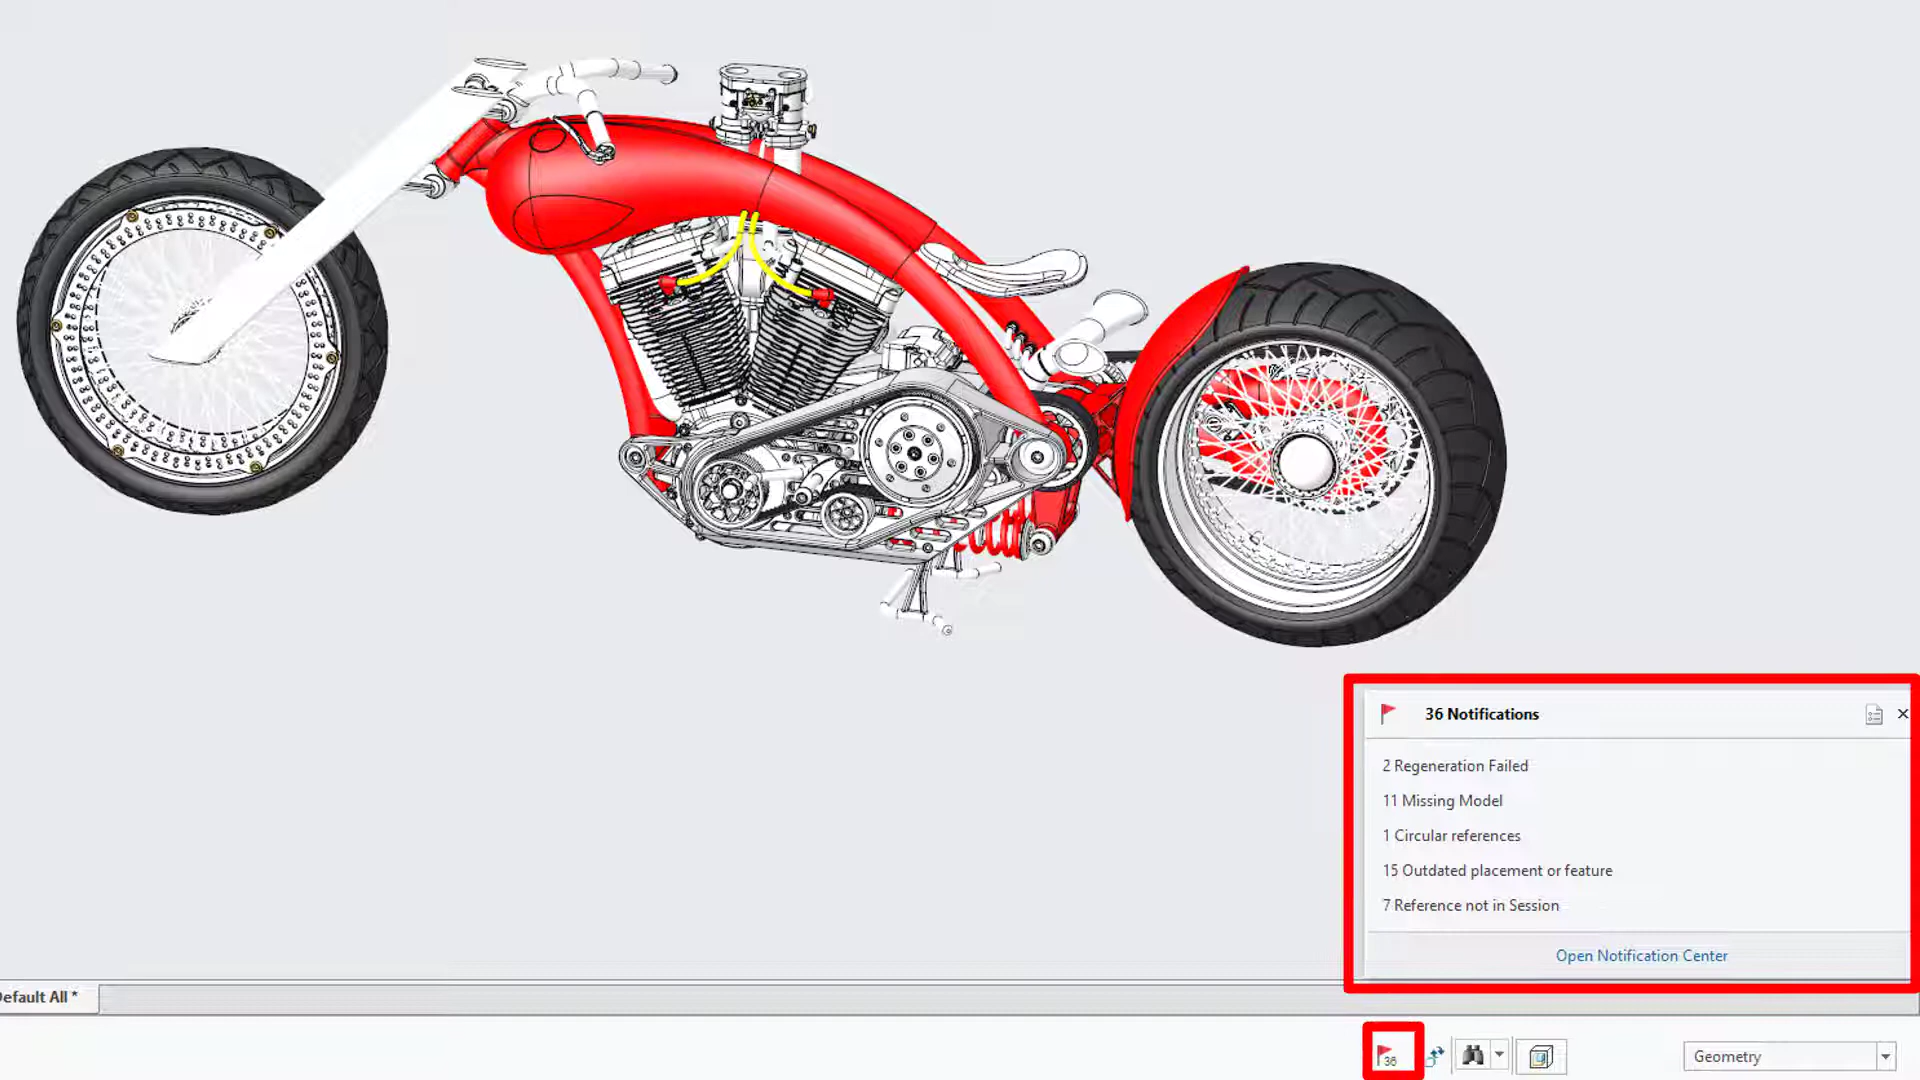 36 Notifications
2 Regeneration Failed
11 Missing Model
1 Circular references
15 Outdated placement or feature
7 Reference not in Session
Open Notification Center
Default All *
36
Geometry